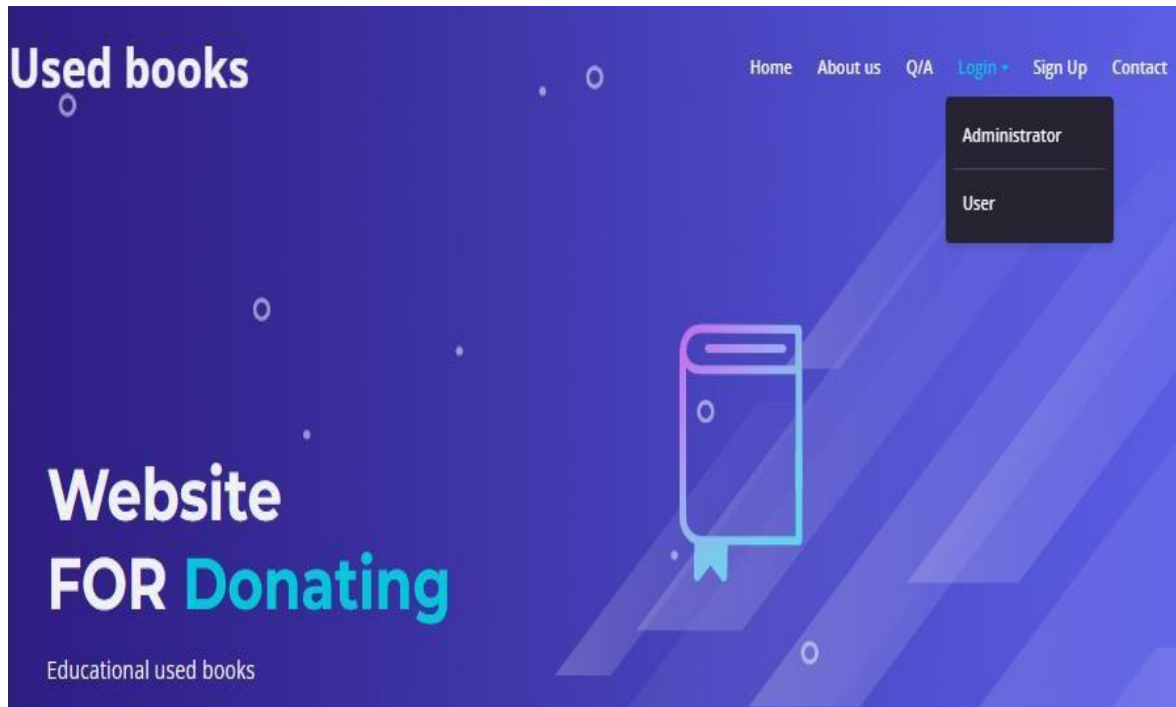 Used books
Home About us Q/A Login Sign Up Contact
Administrator
User
Website
FOR Donating
Educational used books